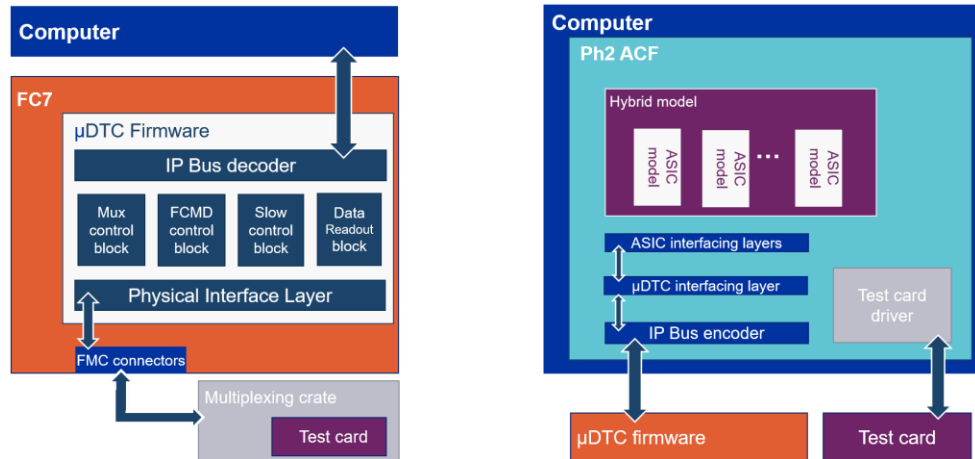 Computer
FC7
µDTC Firmware
IP Bus decoder
Mux
control
block
FCMD
control
block
Slow
control
block
Data
Readout
block
Physical Interface Layer
FMC connectors
Multiplexing crate
Test card
Computer
Ph2 ACF
Hybrid model
ASIC
model
ASIC
model
...
ASIC
model
ASIC interfacing layers
µDTC interfacing layer
IP Bus encoder
Test card
driver
µDTC firmware
Test card